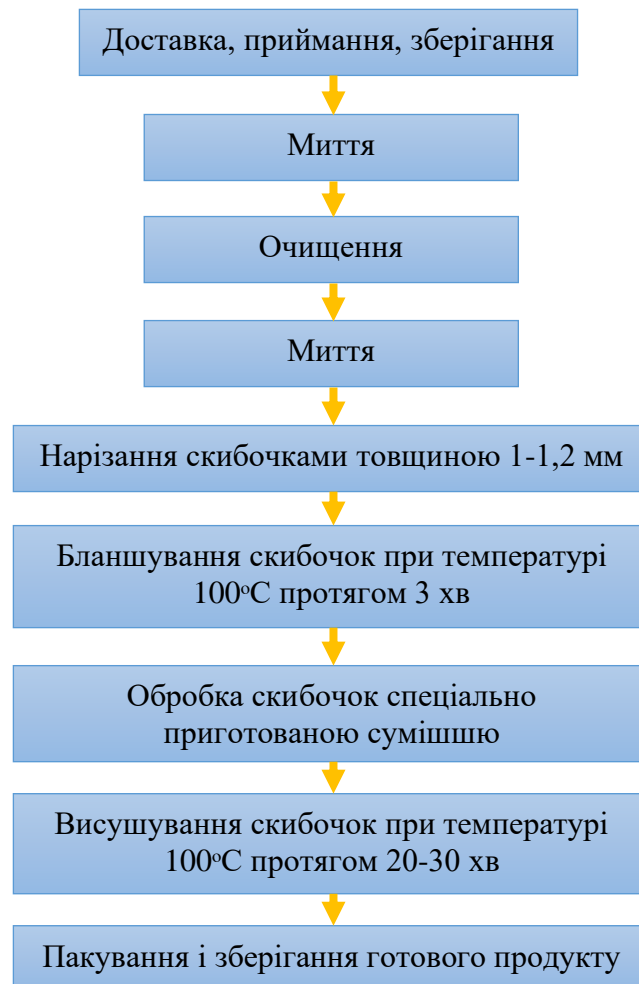 Доставка, приймання, зберігання
Миття
Очищення
Миття
Нарізання скибочками товщиною 1-1,2 мм
Бланшування скибочок при температурі
100°С протягом 3 хв
Обробка скибочок спеціально
приготованою сумішшю
Висушування скибочок при температурі
100°С протягом 20-30 хв
Пакування і зберігання готового продукту